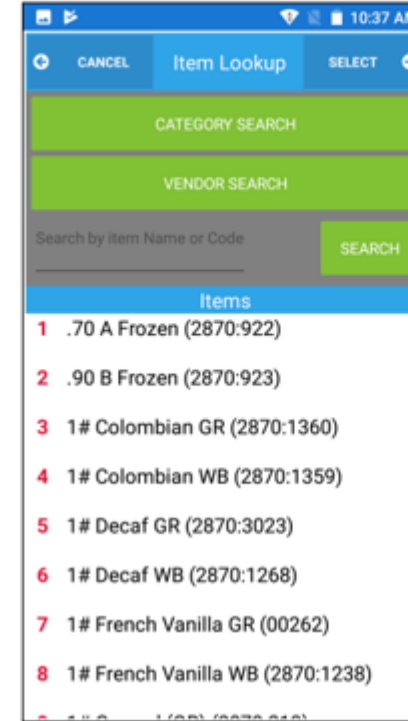 10:37 AM
CANCEL Item Lookup SELECT
CATEGORY SEARCH
VENDOR SEARCH
Search by Item Name or Code SEARCH
Items
1 .70 A Frozen (2870:922)
2 .90 B Frozen (2870:923)
3 1# Colombian GR (2870:1360)
4 1# Colombian WB (2870:1359)
5 1# Decaf GR (2870:3023)
6 1# Decaf WB (2870:1268)
7 1# French Vanilla GR (00262)
8 1# French Vanilla WB (2870:1238)